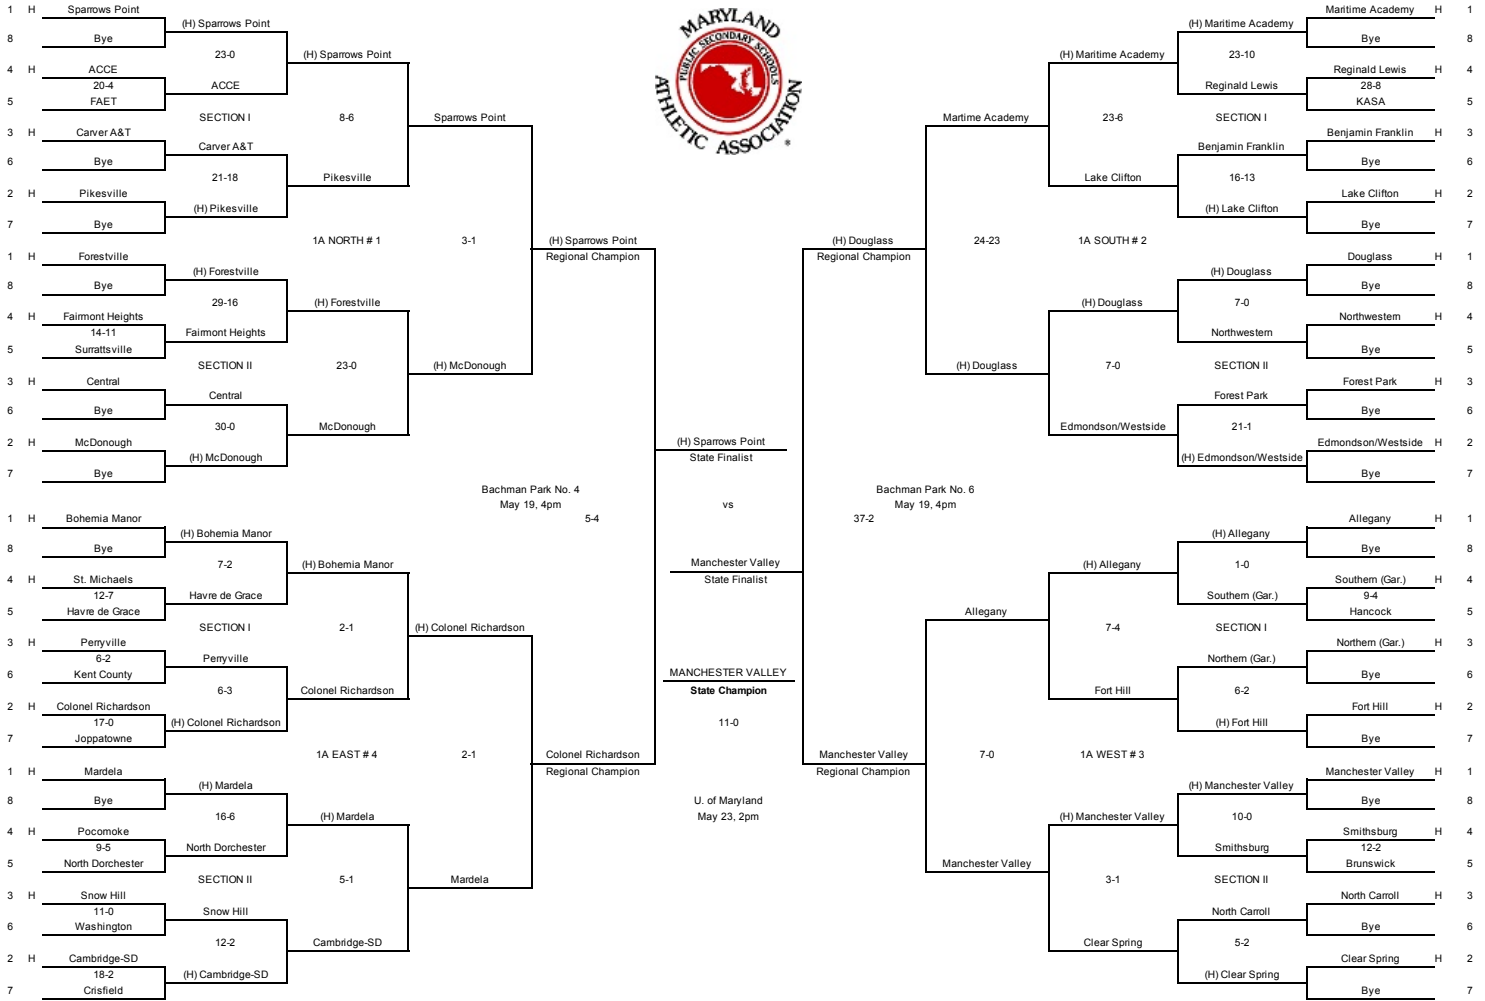 1 H Sparrows Point
(H) Sparrows Point
8 Bye
23-0
(H) Sparrows Point
4 H ACCE
20-4
ACCE
5 FAET
SECTION I
8-6
Sparrows Point
3 H Carver A&T
Carver A&T
6 Bye
21-18
Pikesville
2 H Pikesville
(H) Pikesville
7 Bye
1A NORTH # 1
3-1
(H) Sparrows Point
Regional Champion
1 H Forestville
(H) Forestville
8 Bye
29-16
(H) Forestville
4 H Fairmont Heights
14-11
Fairmont Heights
5 Surrattsville
SECTION II
23-0
(H) McDonough
3 H Central
Central
6 Bye
30-0
McDonough
2 H McDonough
(H) McDonough
7 Bye
(H) Sparrows Point
State Finalist
Bachman Park No. 4
May 19, 4pm
5-4
1 H Bohemia Manor
(H) Bohemia Manor
8 Bye
7-2
(H) Bohemia Manor
4 H St. Michaels
12-7
Havre de Grace
5 Havre de Grace
SECTION I
2-1
(H) Colonel Richardson
3 H Perryville
6-2
Perryville
6 Kent County
6-3
Colonel Richardson
2 H Colonel Richardson
17-0
(H) Colonel Richardson
7 Joppatowne
1A EAST # 4
2-1
Colonel Richardson
Regional Champion
1 H Mardela
(H) Mardela
8 Bye
16-6
(H) Mardela
4 H Pocomoke
9-5
North Dorchester
5 North Dorchester
SECTION II
5-1
Mardela
3 H Snow Hill
11-0
Snow Hill
6 Washington
12-2
Cambridge-SD
2 H Cambridge-SD
18-2
(H) Cambridge-SD
7 Crisfield
MARYLAND
PUBLIC SECONDARY SCHOOLS
ATHLETIC ASSOCIATION
®
vs
Manchester Valley
State Finalist
MANCHESTER VALLEY
State Champion
11-0
U. of Maryland
May 23, 2pm
Maritime Academy H 1
(H) Maritime Academy
Bye 8
23-10
(H) Maritime Academy
Reginald Lewis H 4
28-8
Reginald Lewis
KASA 5
SECTION I
23-6
Martime Academy
Benjamin Franklin H 3
Benjamin Franklin
Bye 6
16-13
Lake Clifton
Lake Clifton H 2
(H) Lake Clifton
Bye 7
1A SOUTH # 2
24-23
(H) Douglass
Regional Champion
Douglass H 1
(H) Douglass
Bye 8
7-0
(H) Douglass
Northwestern H 4
Northwestern
Bye 5
SECTION II
7-0
(H) Douglass
Forest Park H 3
Forest Park
Bye 6
21-1
Edmondson/Westside
Edmondson/Westside H 2
(H) Edmondson/Westside
Bye 7
Bachman Park No. 6
May 19, 4pm
37-2
Allegany H 1
(H) Allegany
Bye 8
1-0
(H) Allegany
Southern (Gar.) H 4
9-4
Southern (Gar.)
Hancock 5
SECTION I
7-4
Allegany
Northern (Gar.) H 3
Northern (Gar.)
Bye 6
6-2
Fort Hill
Fort Hill H 2
(H) Fort Hill
Bye 7
1A WEST # 3
7-0
Manchester Valley
Regional Champion
Manchester Valley H 1
(H) Manchester Valley
Bye 8
10-0
(H) Manchester Valley
Smithsburg H 4
12-2
Smithsburg
Brunswick 5
SECTION II
3-1
Manchester Valley
North Carroll H 3
North Carroll
Bye 6
5-2
Clear Spring
Clear Spring H 2
(H) Clear Spring
Bye 7